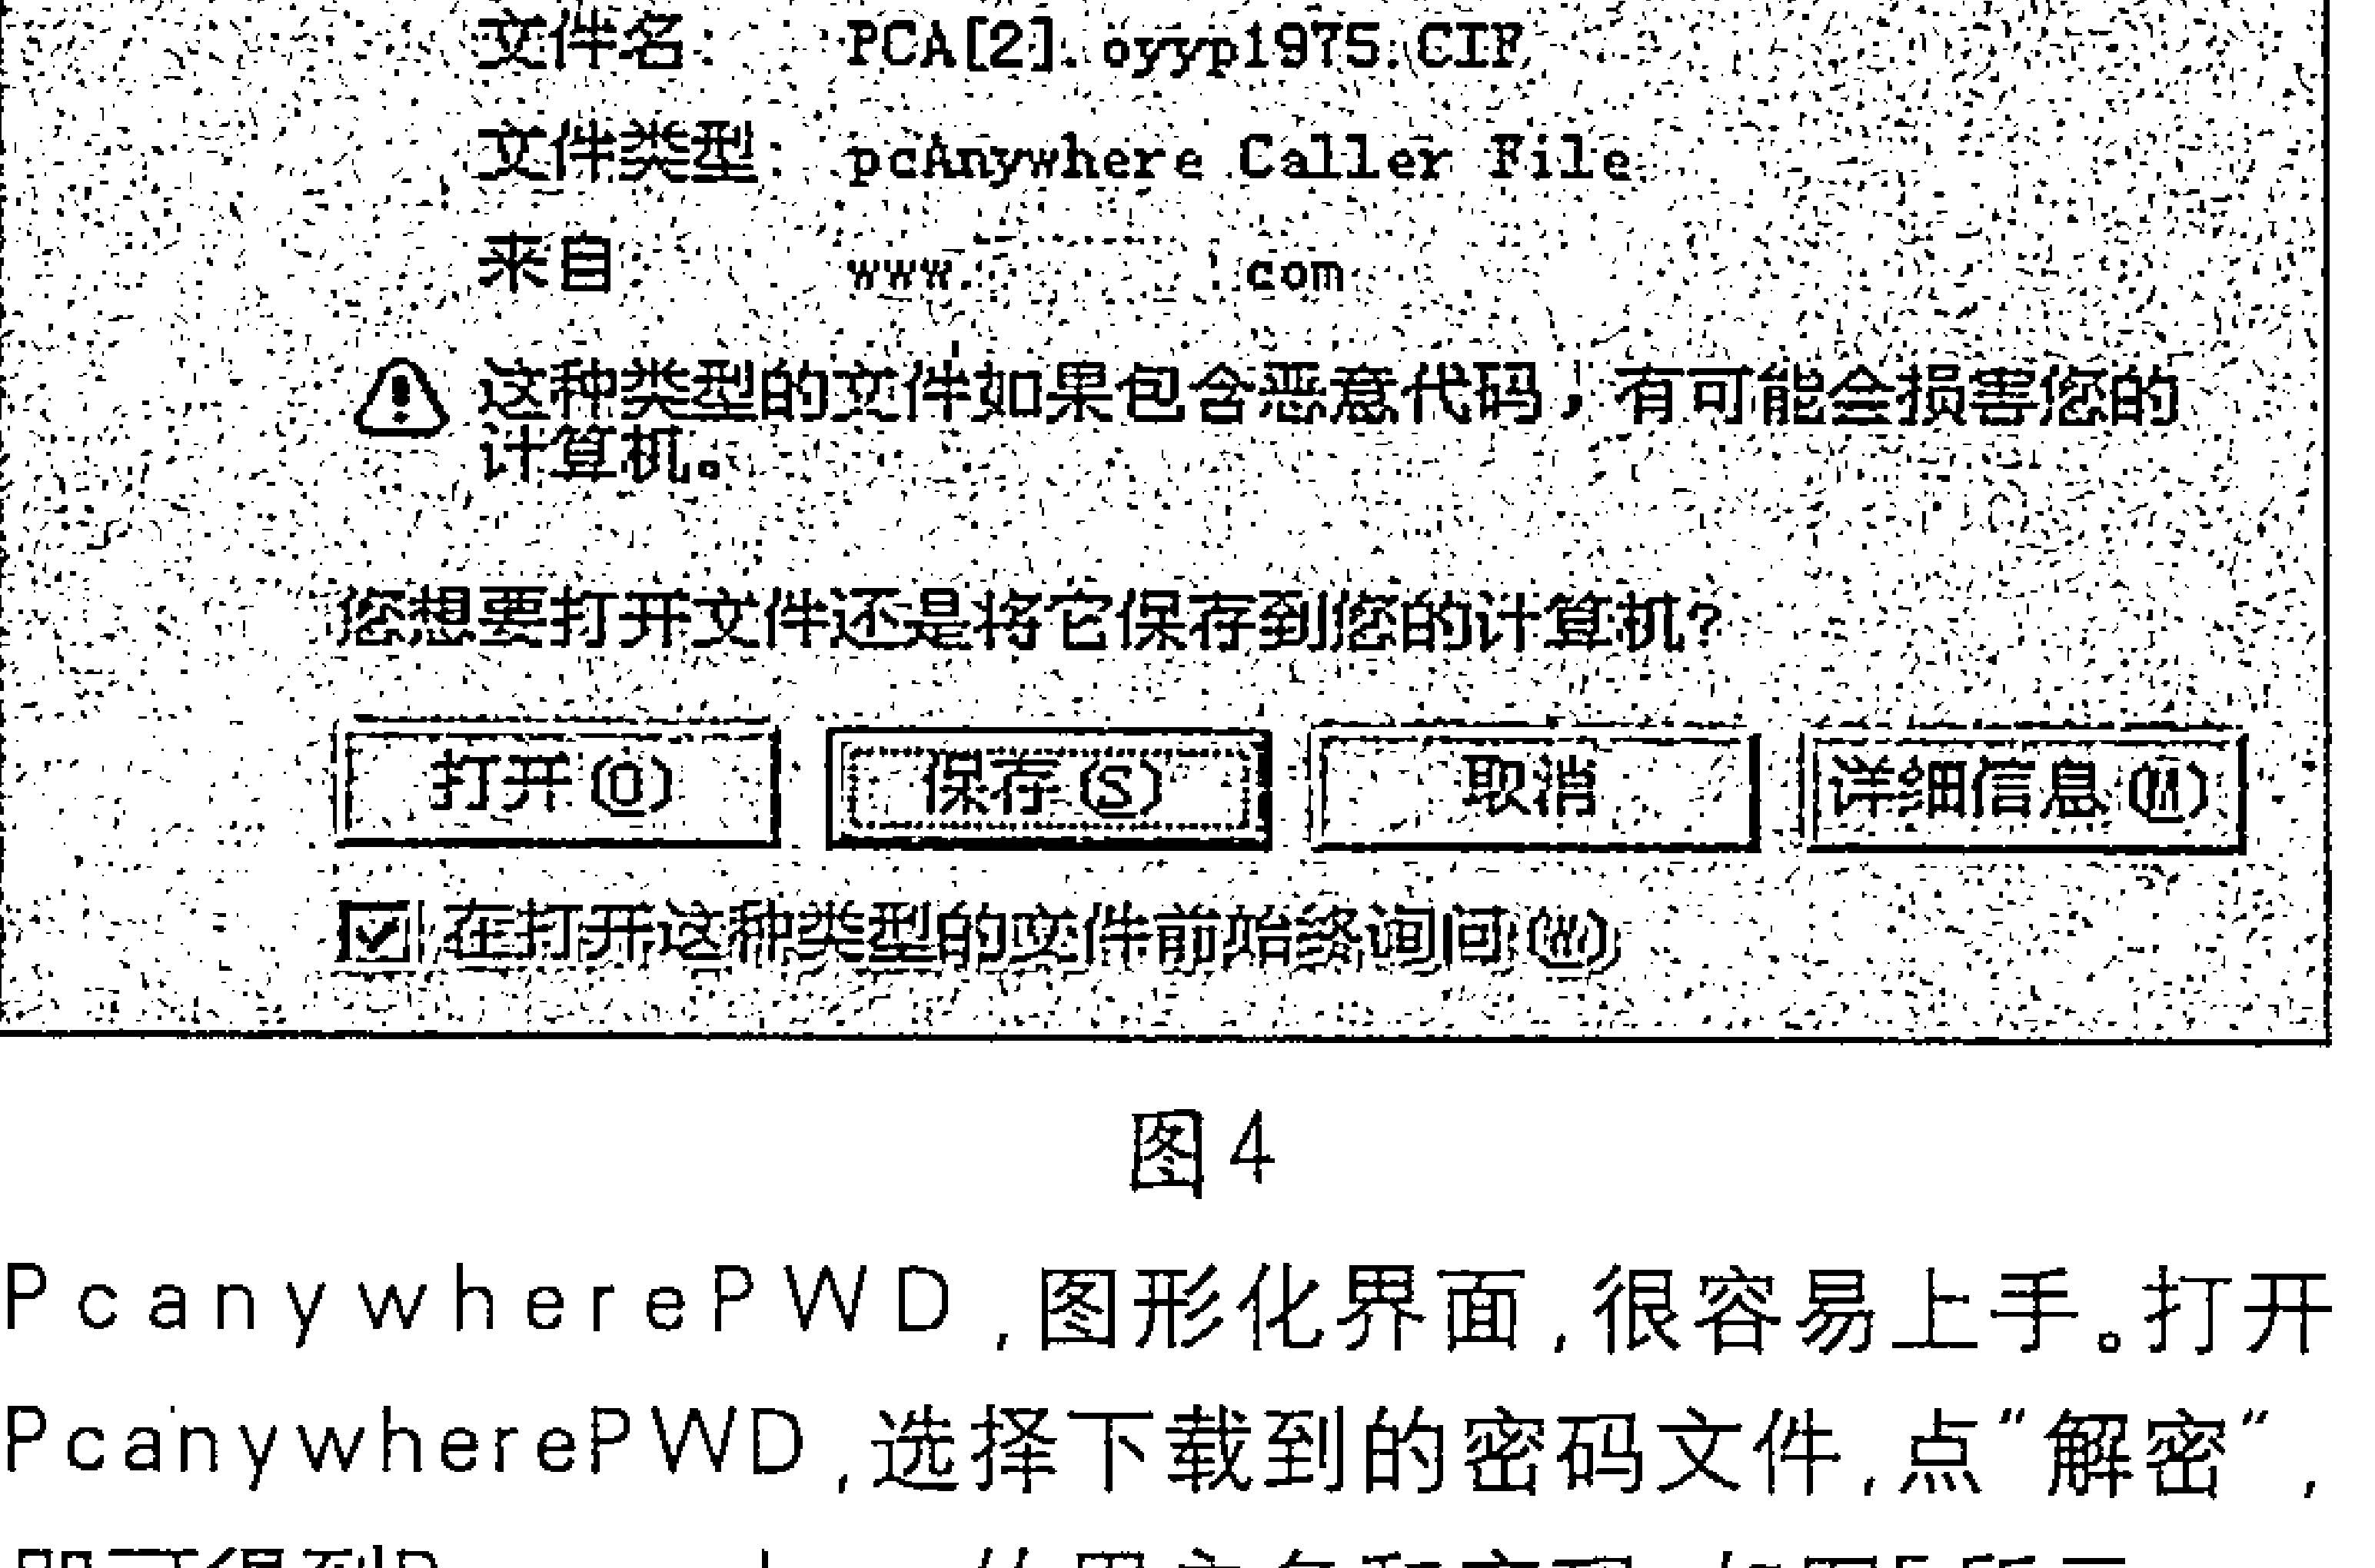 文件名: PCA[2].oyyp1975.CIF
文件类型: pcAnywhere Caller File
来自: www. .com
这种类型的文件如果包含恶意代码，有可能会损害您的
计算机。
您想要打开文件还是将它保存到您的计算机?
打开(O) 保存(S) 取消 详细信息(M)
在打开这种类型的文件前始终询问(W)
图4
PcanywherePWD,图形化界面,很容易上手。打开
PcanywherePWD,选择下载到的密码文件,点"解密",